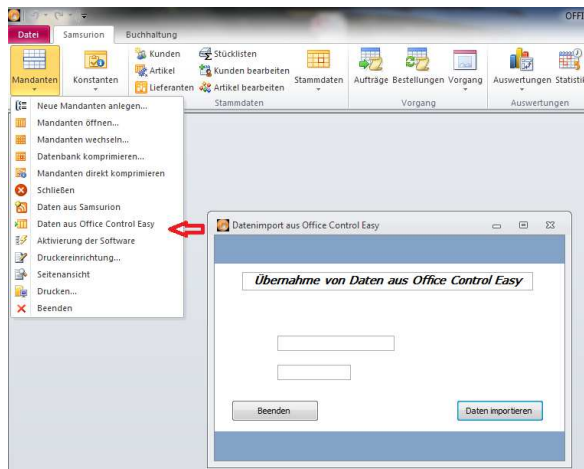 OFFI
Datei Samsurion Buchhaltung
Mandanten
Konstanten
Kunden
Artikel
Lieferanten
Stücklisten
Kunden bearbeiten
Artikel bearbeiten
Stammdaten
Aufträge Bestellungen Vorgang
Auswertungen Statistik
Stammdaten Vorgang Auswertungen
Neue Mandanten anlegen...
Mandanten öffnen...
Mandanten wechseln...
Datenbank komprimieren...
Mandanten direkt komprimieren
Schließen
Daten aus Samsurion
Daten aus Office Control Easy
Aktivierung der Software
Druckereinrichtung...
Seitenansicht
Drucken...
Beenden
Datenimport aus Office Control Easy
Übernahme von Daten aus Office Control Easy
Beenden Daten importieren